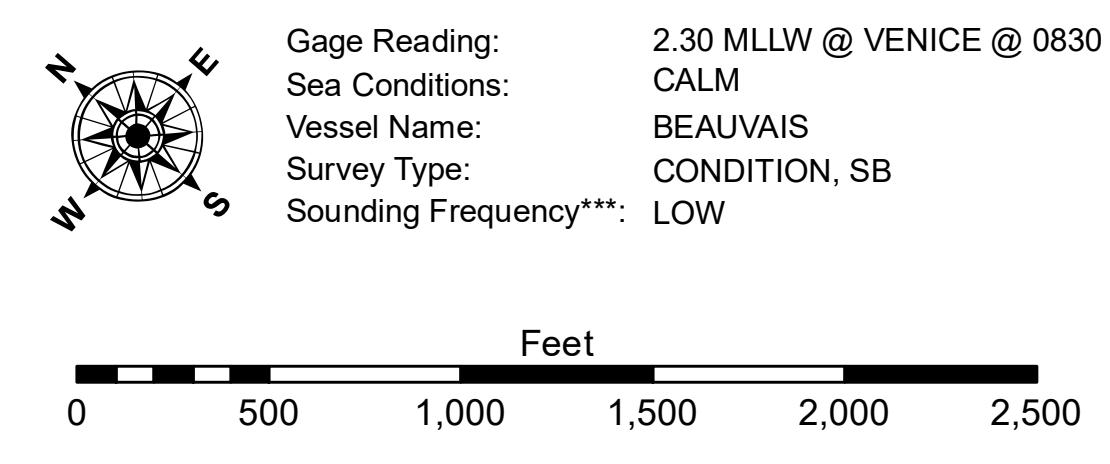 N
E
W
S
Gage Reading: 2.30 MLLW @ VENICE @ 0830
Sea Conditions: CALM
Vessel Name: BEAUVAIS
Survey Type: CONDITION, SB
Sounding Frequency***: LOW
Feet
0 500 1,000 1,500 2,000 2,500